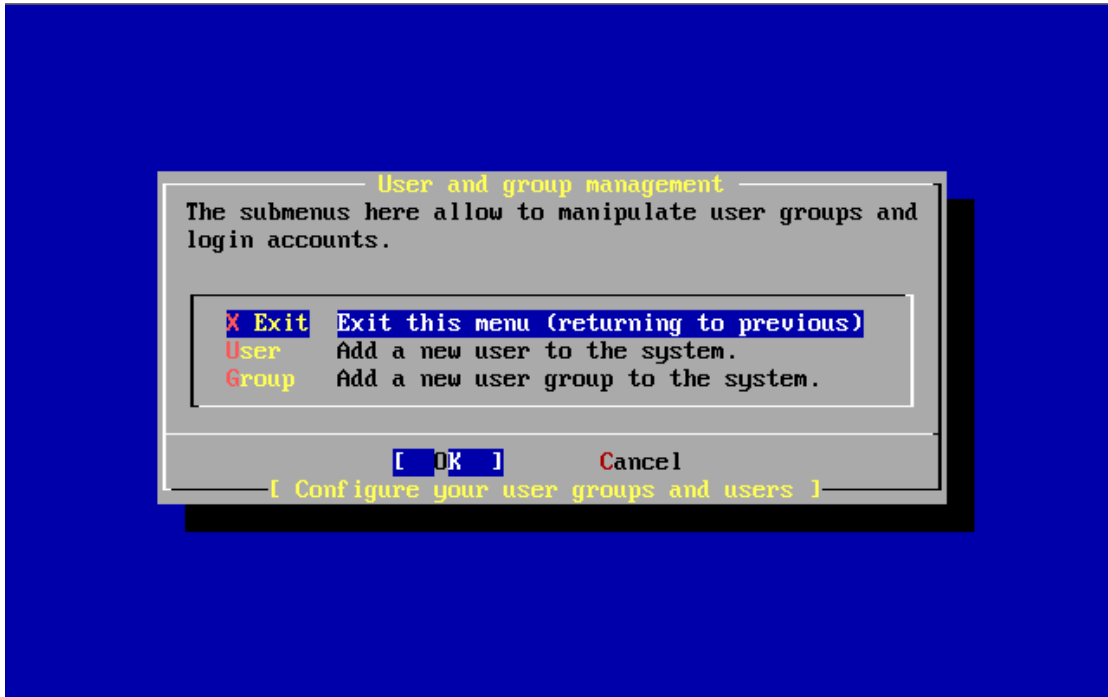 User and group management
The submenus here allow to manipulate user groups and
login accounts.
X Exit Exit this menu (returning to previous)
User Add a new user to the system.
Group Add a new user group to the system.
[ OK ] Cancel
[ Configure your user groups and users ]